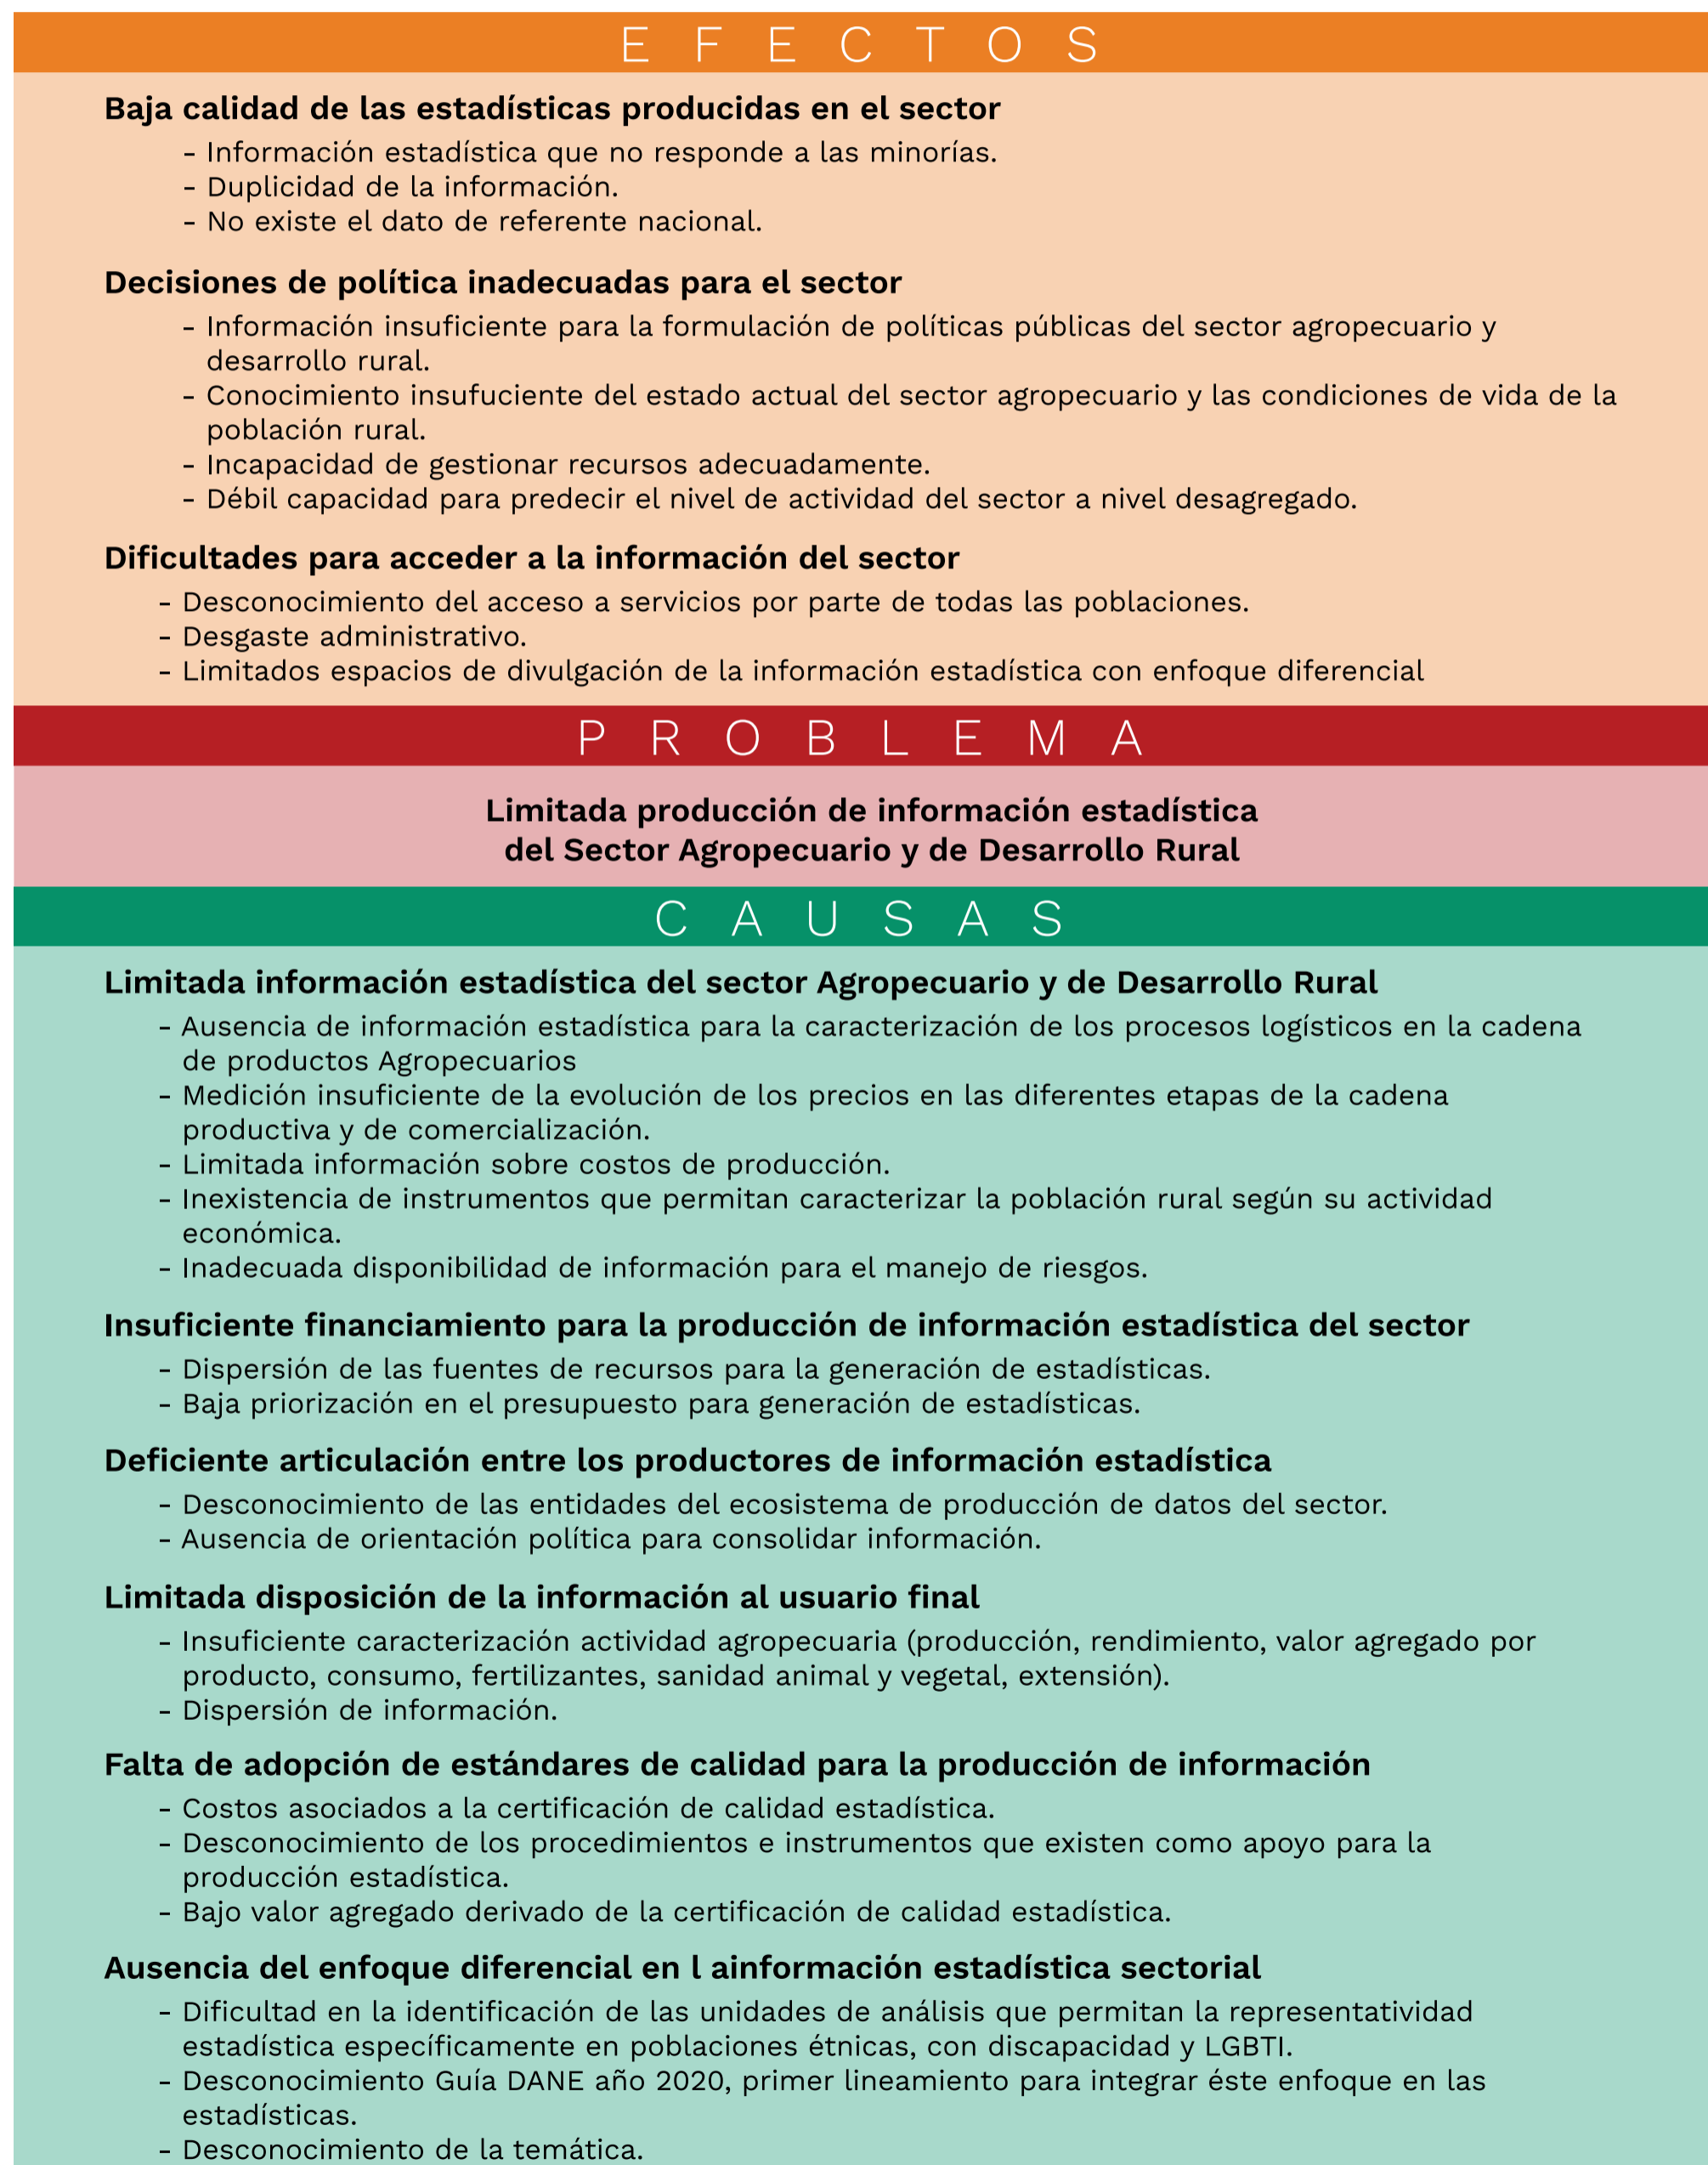 EFECTOS
Baja calidad de las estadísticas producidas en el sector
- Información estadística que no responde a las minorías.
- Duplicidad de la información.
- No existe el dato de referente nacional.
Decisiones de política inadecuadas para el sector
- Información insuficiente para la formulación de políticas públicas del sector agropecuario y
desarrollo rural.
- Conocimiento insufuciente del estado actual del sector agropecuario y las condiciones de vida de la
población rural.
- Incapacidad de gestionar recursos adecuadamente.
- Débil capacidad para predecir el nivel de actividad del sector a nivel desagregado.
Dificultades para acceder a la información del sector
- Desconocimiento del acceso a servicios por parte de todas las poblaciones.
- Desgaste administrativo.
- Limitados espacios de divulgación de la información estadística con enfoque diferencial
PROBLEMA
Limitada producción de información estadística
del Sector Agropecuario y de Desarrollo Rural
CAUSAS
Limitada información estadística del sector Agropecuario y de Desarrollo Rural
- Ausencia de información estadística para la caracterización de los procesos logísticos en la cadena
de productos Agropecuarios
- Medición insuficiente de la evolución de los precios en las diferentes etapas de la cadena
productiva y de comercialización.
- Limitada información sobre costos de producción.
- Inexistencia de instrumentos que permitan caracterizar la población rural según su actividad
económica.
- Inadecuada disponibilidad de información para el manejo de riesgos.
Insuficiente financiamiento para la producción de información estadística del sector
- Dispersión de las fuentes de recursos para la generación de estadísticas.
- Baja priorización en el presupuesto para generación de estadísticas.
Deficiente articulación entre los productores de información estadística
- Desconocimiento de las entidades del ecosistema de producción de datos del sector.
- Ausencia de orientación política para consolidar información.
Limitada disposición de la información al usuario final
- Insuficiente caracterización actividad agropecuaria (producción, rendimiento, valor agregado por
producto, consumo, fertilizantes, sanidad animal y vegetal, extensión).
- Dispersión de información.
Falta de adopción de estándares de calidad para la producción de información
- Costos asociados a la certificación de calidad estadística.
- Desconocimiento de los procedimientos e instrumentos que existen como apoyo para la
producción estadística.
- Bajo valor agregado derivado de la certificación de calidad estadística.
Ausencia del enfoque diferencial en l ainformación estadística sectorial
- Dificultad en la identificación de las unidades de análisis que permitan la representatividad
estadística específicamente en poblaciones étnicas, con discapacidad y LGBTI.
- Desconocimiento Guía DANE año 2020, primer lineamiento para integrar éste enfoque en las
estadísticas.
- Desconocimiento de la temática.